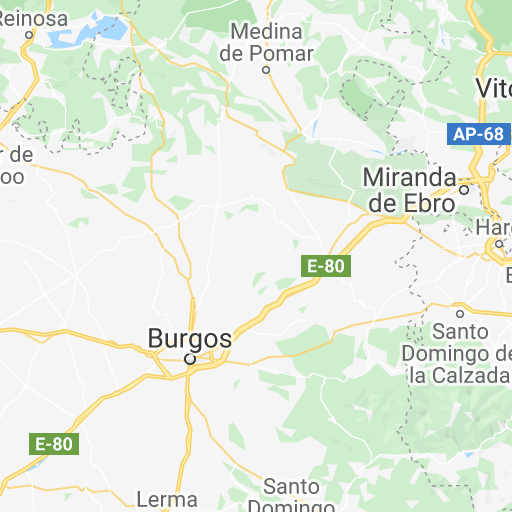 Reinosa
Medina
de Pomar
Vito
AP-68
r de
oo
Miranda
de Ebro
Har
E-80
Burgos
Santo
Domingo de
la Calzada
E-80
Lerma
Santo
Domingo